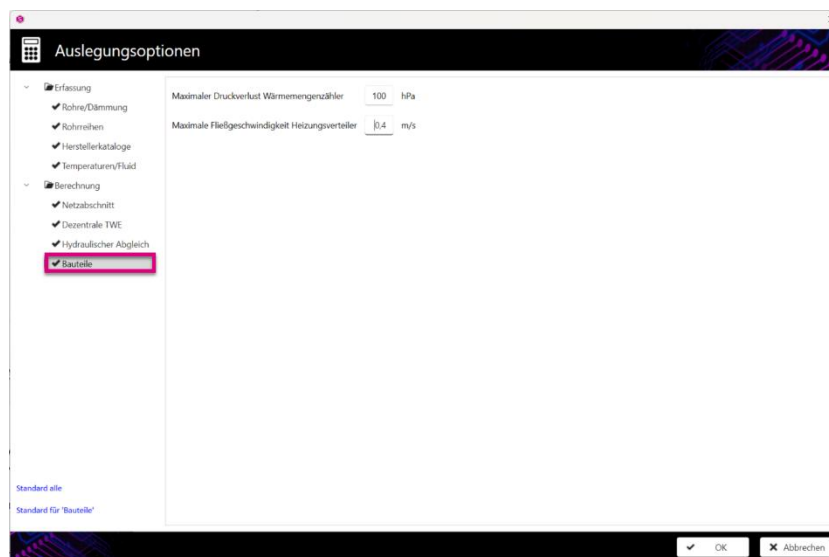 Auslegungsoptionen
Erfassung
Rohre/Dämmung
Rohrreihen
Herstellerkataloge
Temperaturen/Fluid
Berechnung
Netzabschnitt
Dezentrale TWE
Hydraulischer Abgleich
Bauteile
Maximaler Druckverlust Wärmemengenzähler 100 hPa
Maximale Fließgeschwindigkeit Heizungsverteiler 0,4 m/s
Standard alle
Standard für 'Bauteile'
OK Abbrechen